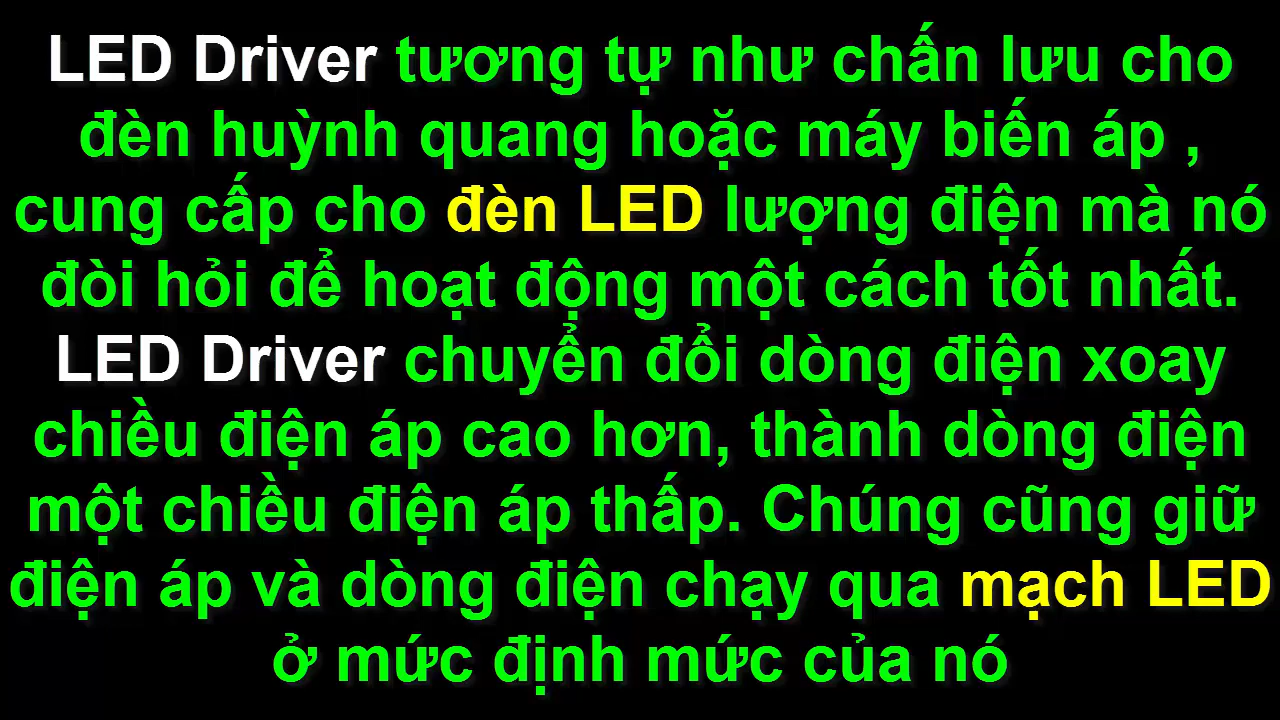 LED Driver tương tự như chấn lưu cho
đèn huỳnh quang hoặc máy biến áp ,
cung cấp cho đèn LED lượng điện mà nó
đòi hỏi để hoạt động một cách tốt nhất.
LED Driver chuyển đổi dòng điện xoay
chiều điện áp cao hơn, thành dòng điện
một chiều điện áp thấp. Chúng cũng giữ
điện áp và dòng điện chạy qua mạch LED
ở mức định mức của nó